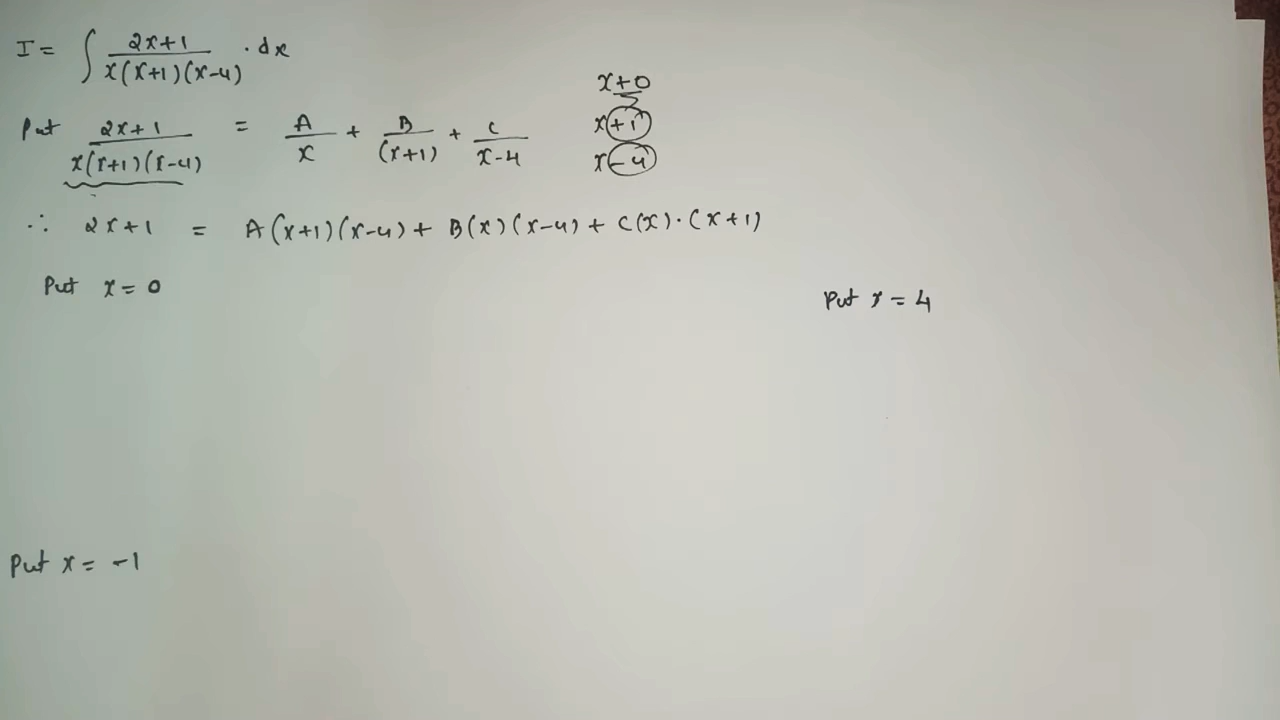 I = ∫ 2x+1 / x(x+1)(x-4) · dx
x+0
Put 2x+1 / x(x+1)(x-4) = A / x + B / (x+1) + C / x-4
x+1
x-4
∴ 2x+1 = A(x+1)(x-4) + B(x)(x-4) + C(x)·(x+1)
Put x = 0
Put x = 4
Put x = -1